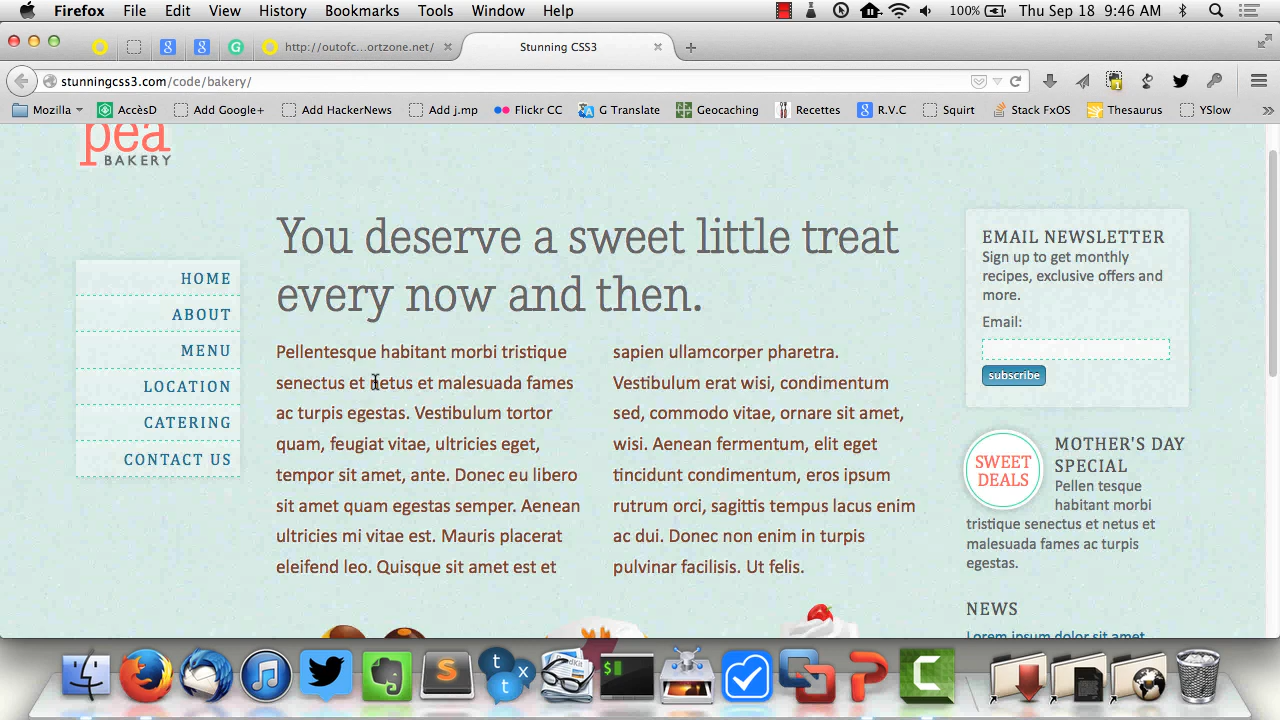 Firefox File Edit View History Bookmarks Tools Window Help 100% Thu Sep 18 9:46 AM
http://outofc...ortzone.net/ Stunning CSS3
stunningcss3.com/code/bakery/
Mozilla AccèsD Add Google+ Add HackerNews Add j.mp Flickr CC G Translate Geocaching Recettes R.V.C Squirt Stack FxOS Thesaurus YSlow
pea
BAKERY
HOME
ABOUT
MENU
LOCATION
CATERING
CONTACT US
You deserve a sweet little treat
every now and then.
Pellentesque habitant morbi tristique
senectus et netus et malesuada fames
ac turpis egestas. Vestibulum tortor
quam, feugiat vitae, ultricies eget,
tempor sit amet, ante. Donec eu libero
sit amet quam egestas semper. Aenean
ultricies mi vitae est. Mauris placerat
eleifend leo. Quisque sit amet est et
sapien ullamcorper pharetra.
Vestibulum erat wisi, condimentum
sed, commodo vitae, ornare sit amet,
wisi. Aenean fermentum, elit eget
tincidunt condimentum, eros ipsum
rutrum orci, sagittis tempus lacus enim
ac dui. Donec non enim in turpis
pulvinar facilisis. Ut felis.
EMAIL NEWSLETTER
Sign up to get monthly
recipes, exclusive offers and
more.
Email:
subscribe
SWEET
DEALS
MOTHER'S DAY
SPECIAL
Pellen tesque
habitant morbi
tristique senectus et netus et
malesuada fames ac turpis
egestas.
NEWS
Lorem ipsum dolor sit amet